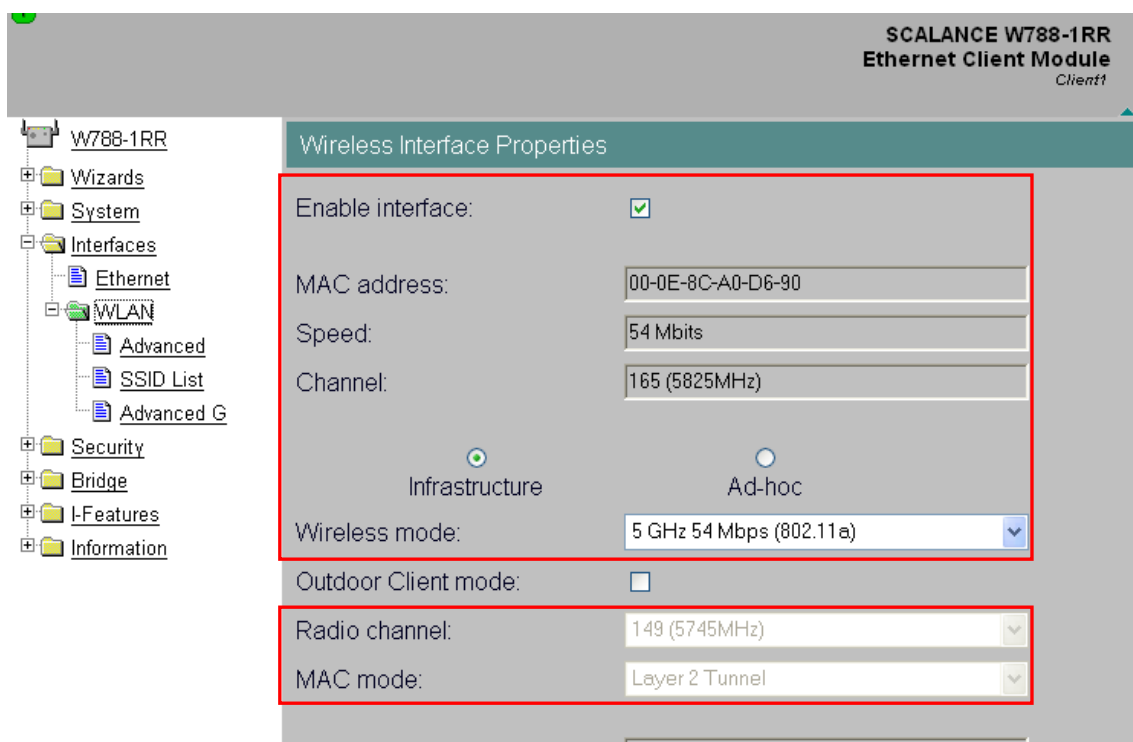 SCALANCE W788-1RR
Ethernet Client Module
Client1
W788-1RR
Wizards
System
Interfaces
Ethernet
WLAN
Advanced
SSID List
Advanced G
Security
Bridge
I-Features
Information
Wireless Interface Properties
Enable interface:
MAC address: 00-0E-8C-A0-D6-90
Speed: 54 Mbits
Channel: 165 (5825MHz)
Infrastructure Ad-hoc
Wireless mode: 5 GHz 54 Mbps (802.11a)
Outdoor Client mode:
Radio channel: 149 (5745MHz)
MAC mode: Layer 2 Tunnel